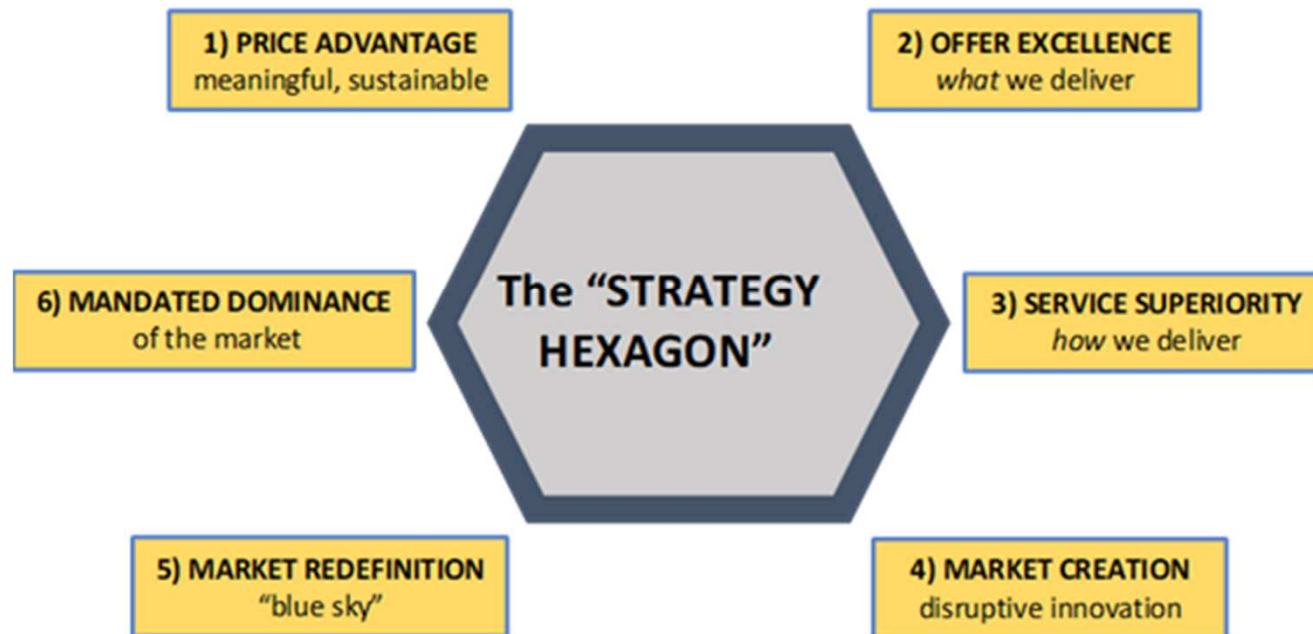 1) PRICE ADVANTAGE
meaningful, sustainable
2) OFFER EXCELLENCE
what we deliver
6) MANDATED DOMINANCE
of the market
The “STRATEGY
HEXAGON”
3) SERVICE SUPERIORITY
how we deliver
5) MARKET REDEFINITION
“blue sky”
4) MARKET CREATION
disruptive innovation